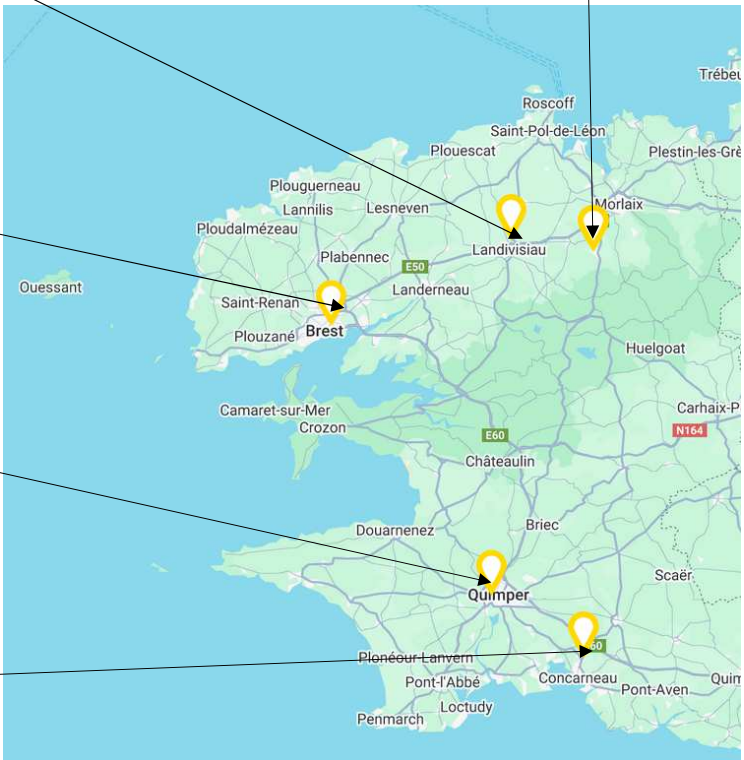 Trébeu
Roscoff
Saint-Pol-de-Léon
Plouescat
Plestin-les-Grè
Plouguerneau
Lannilis
Lesneven
Morlaix
Ploudalmézeau
Landivisiau
Plabennec
E50
Ouessant
Landerneau
Saint-Renan
Brest
Plouzané
Huelgoat
Camaret-sur-Mer
Carhaix-P
Crozon
N164
E60
Châteaulin
Briec
Douarnenez
Scaër
Quimper
60
Plonéour-Lanvern
Concarneau
Quim
Pont-l'Abbé
Pont-Aven
Loctudy
Penmarch